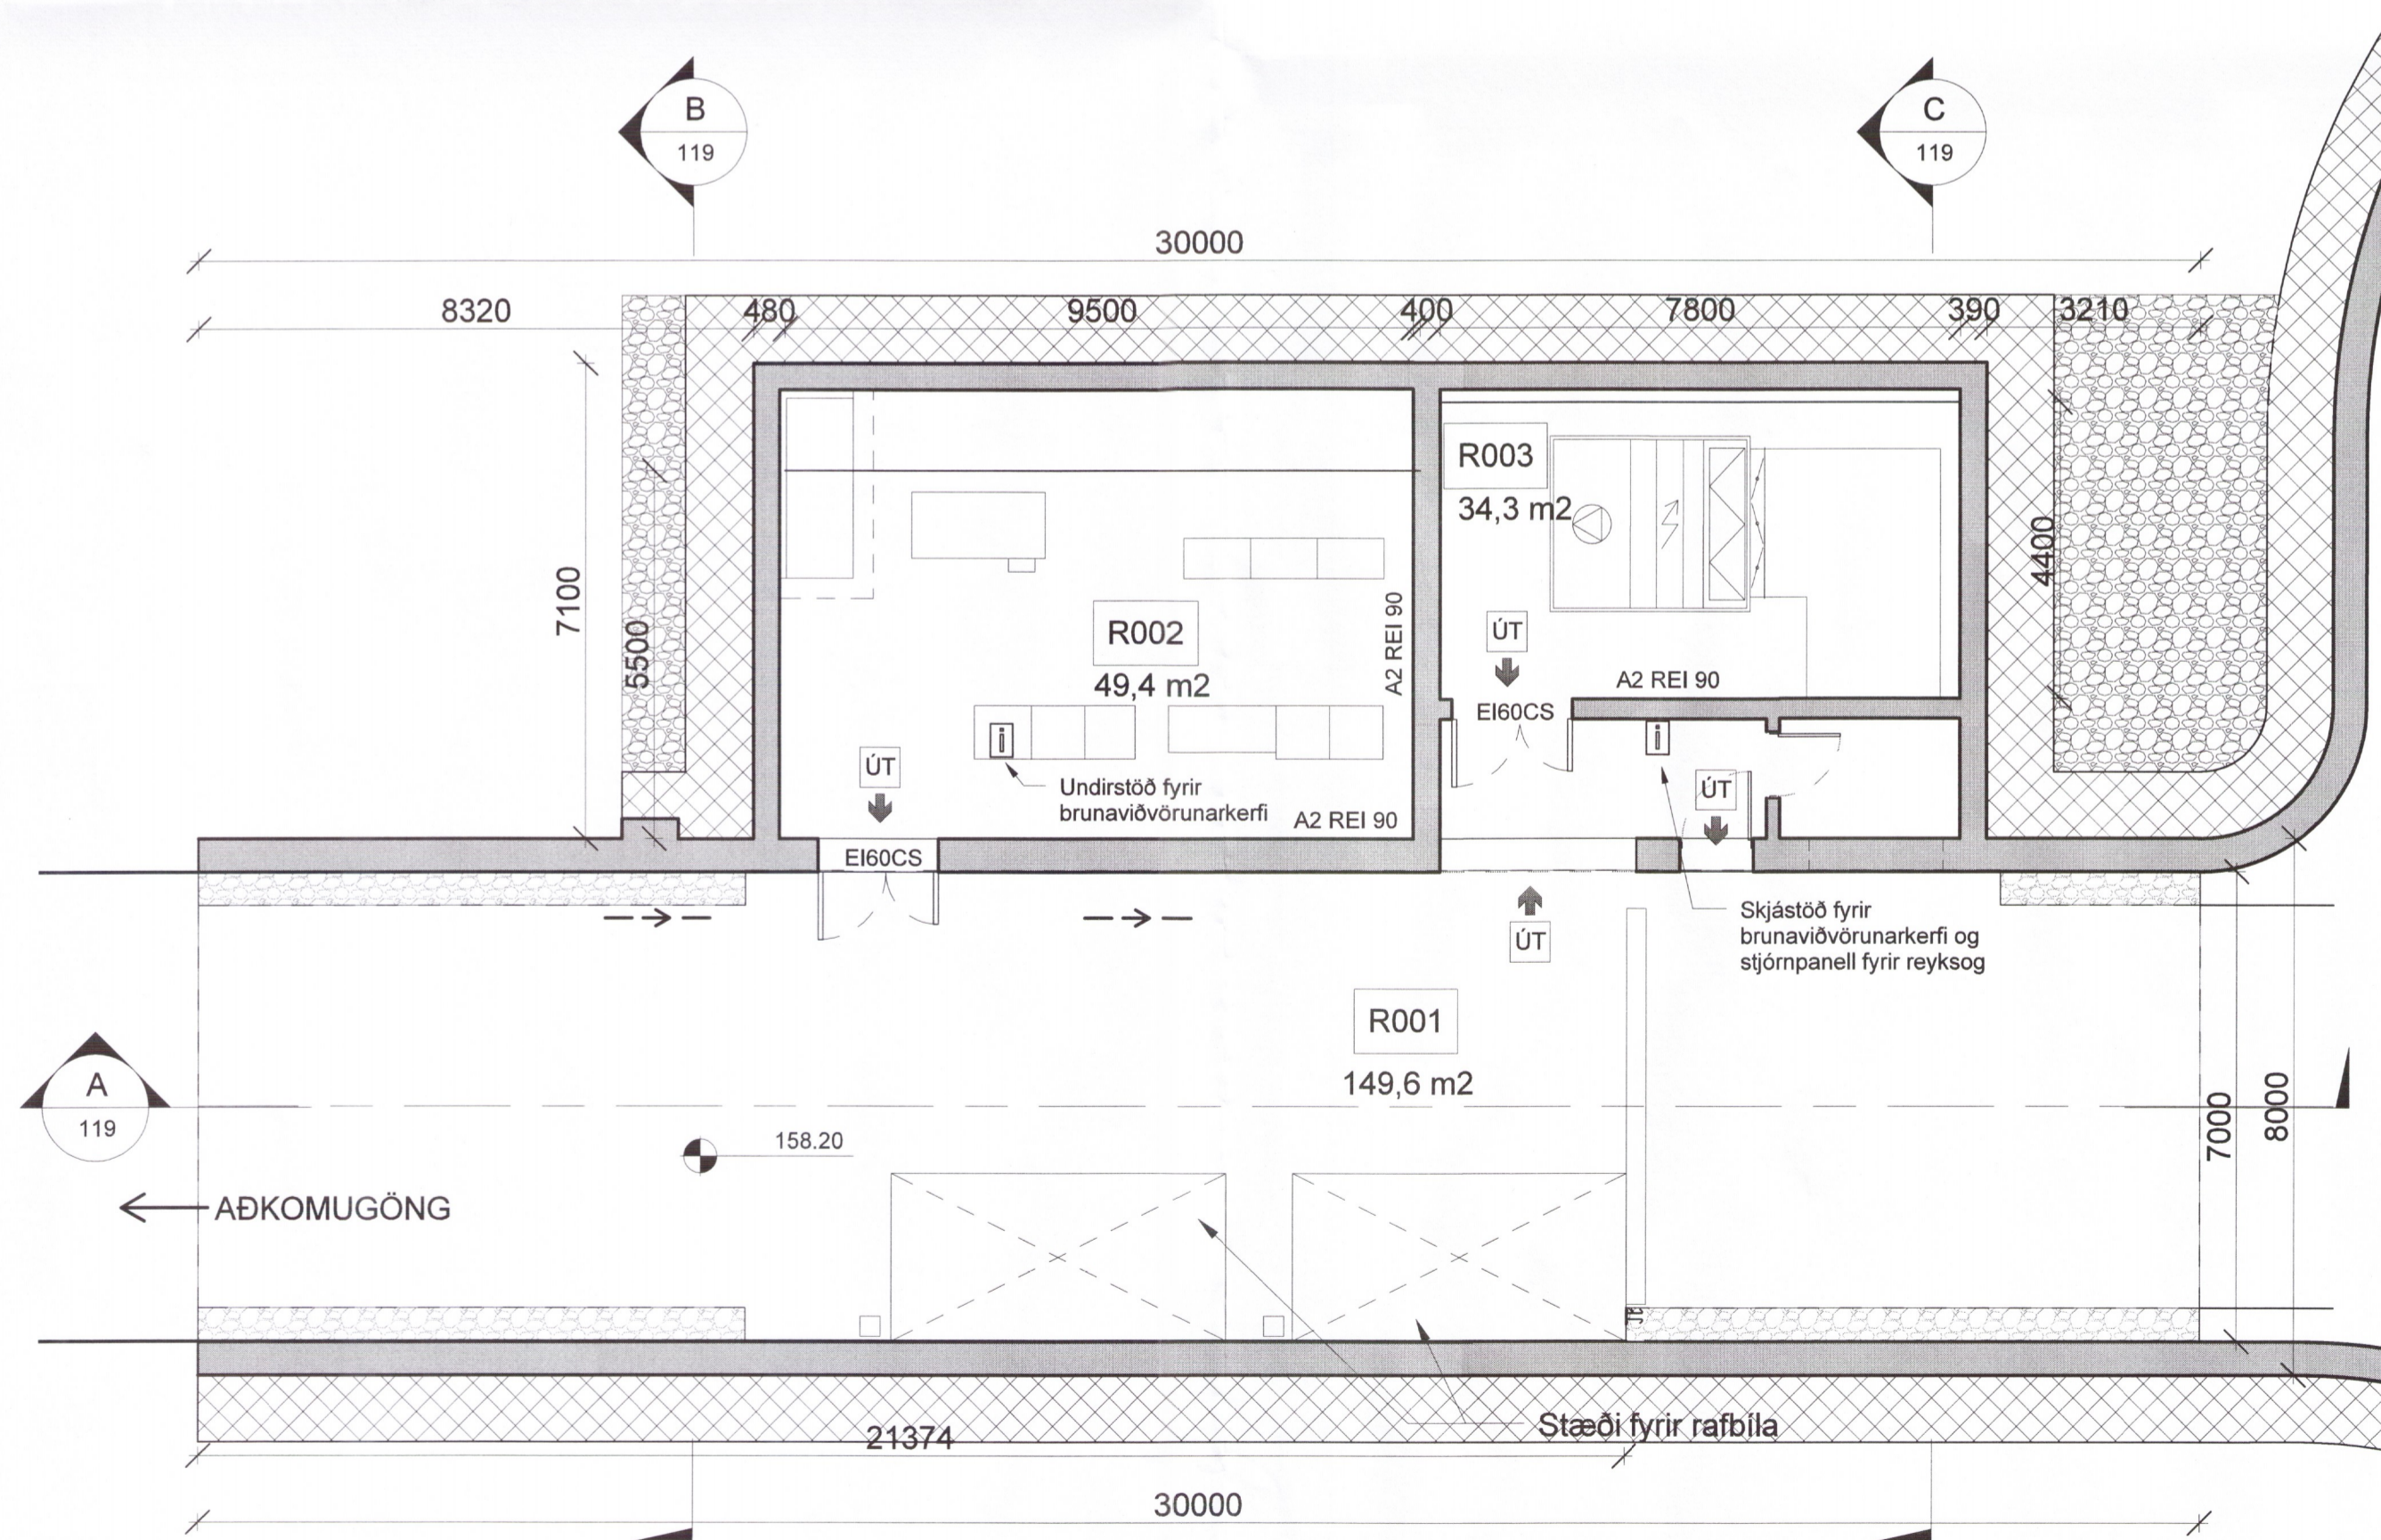 B
119
C
119
30000
8320
480
9500
400
7800
390
3210
R003
34,3 m2
4400
7100
5500
R002
49,4 m2
A2 REI 90
ÚT
A2 REI 90
EI60CS
i
i
ÚT
ÚT
Undirstöð fyrir
brunaviðvörunarkerfi
A2 REI 90
EI60CS
Skjástöð fyrir
brunaviðvörunarkerfi og
stjórnpanell fyrir reyksog
ÚT
R001
149,6 m2
A
119
158.20
7000
8000
AÐKOMUGÖNG
Stæði fyrir rafbíla
21374
30000